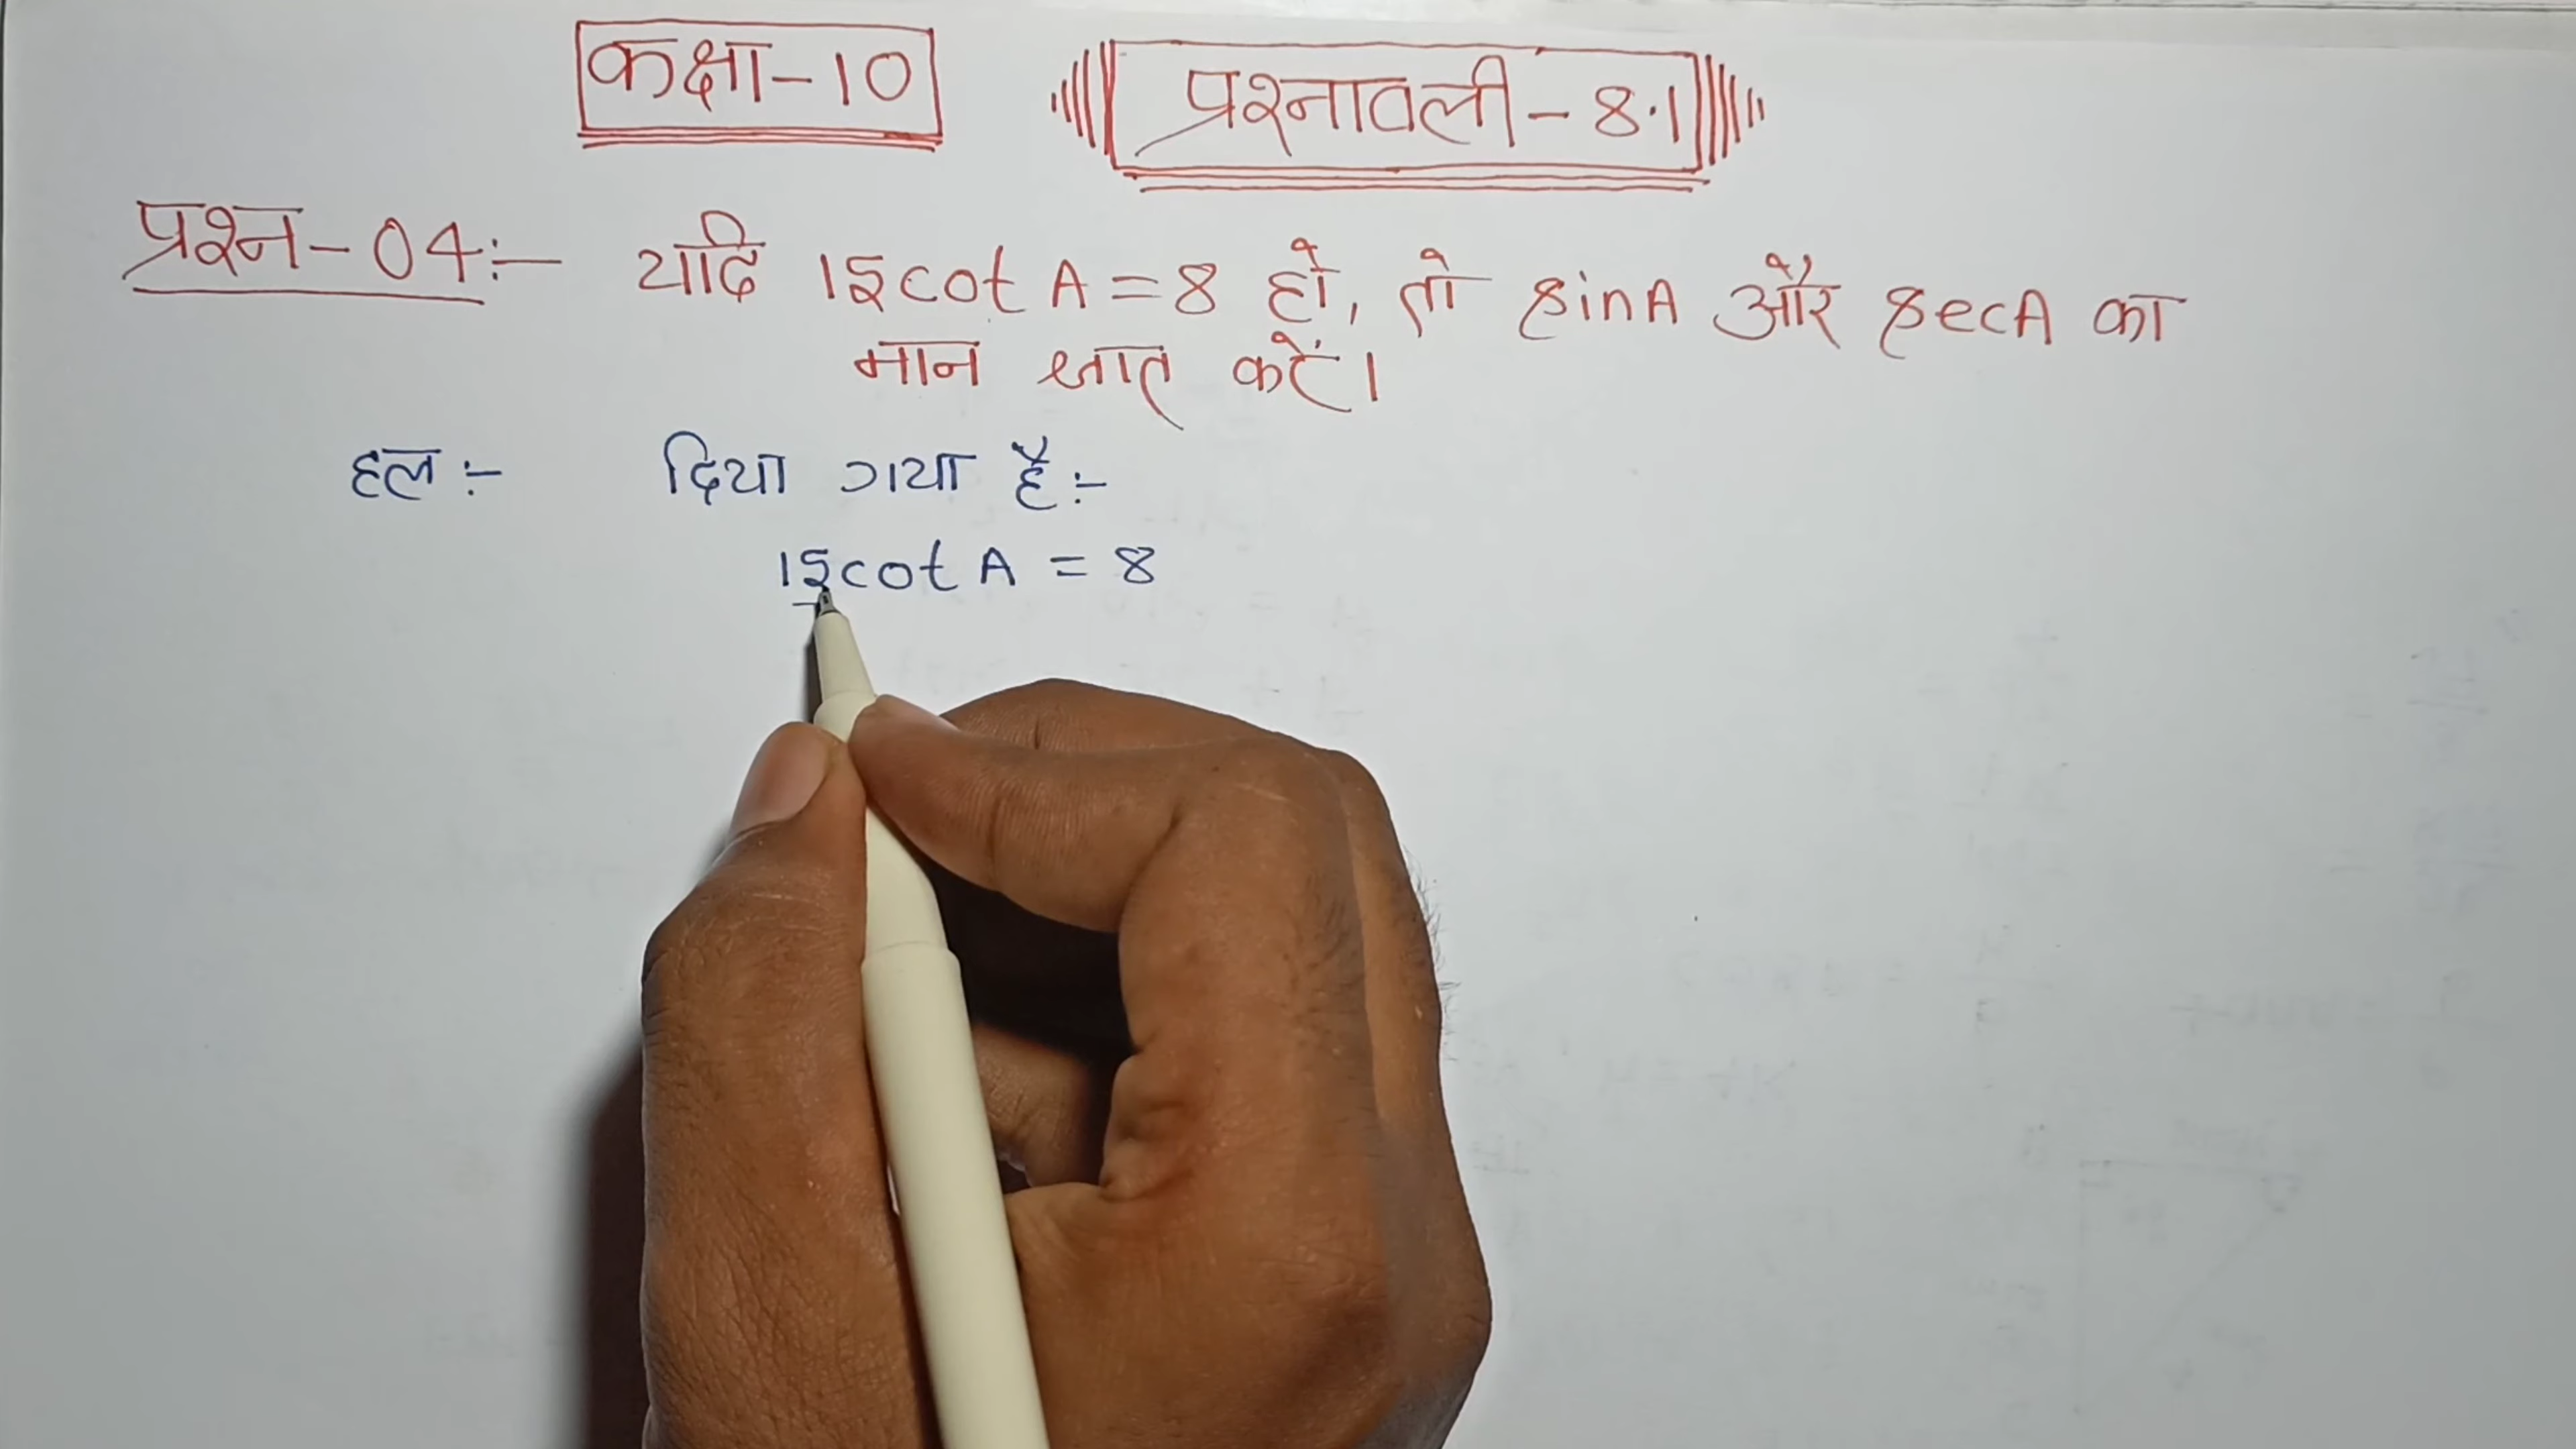 कक्षा-10
प्रश्नावली-8.1
प्रश्न-04:- यदि 15cot A = 8 हो, तो sinA और secA का
मान ज्ञात करें।
हल:- दिया गया है:-
15cot A = 8